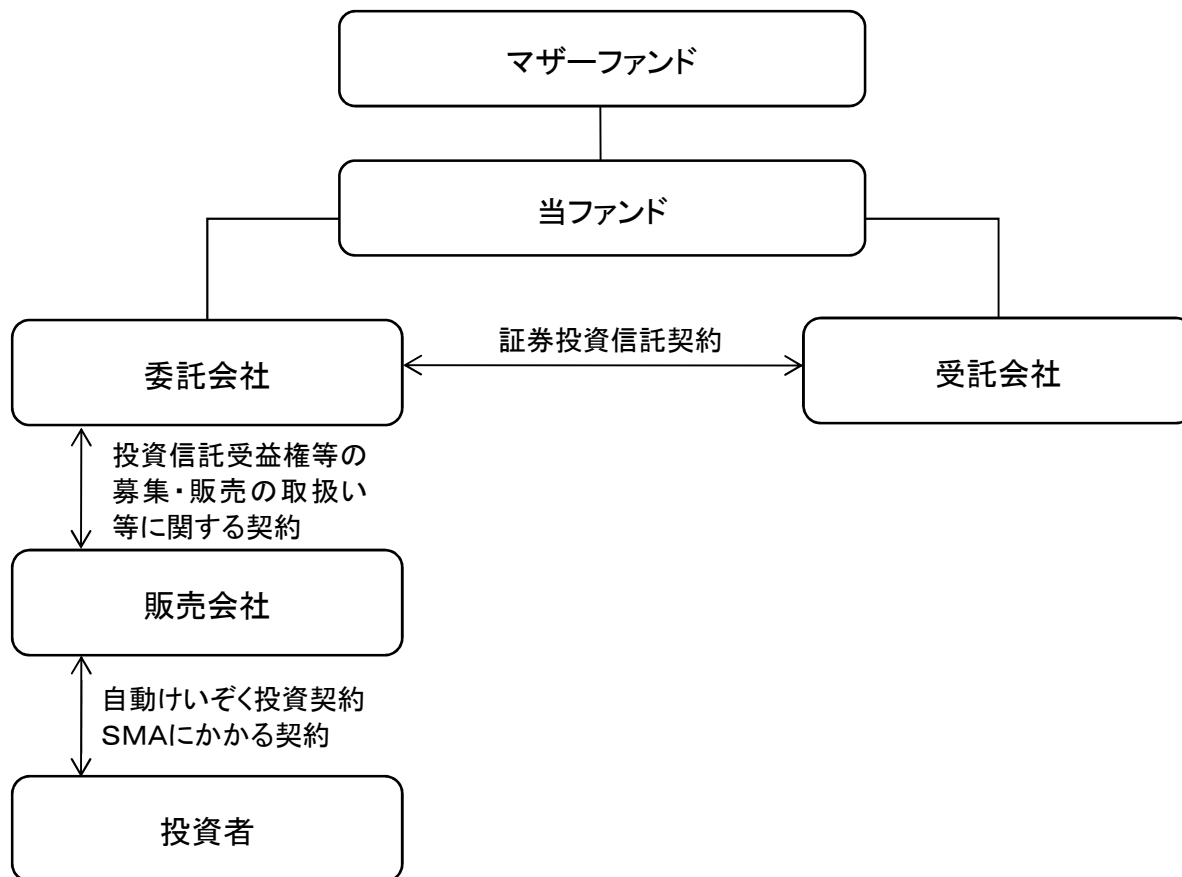 マザーファンド
当ファンド
証券投資信託契約
委託会社
受託会社
投資信託受益権等の
募集・販売の取扱い
等に関する契約
販売会社
自動けいぞく投資契約
ＳＭＡにかかる契約
投資者